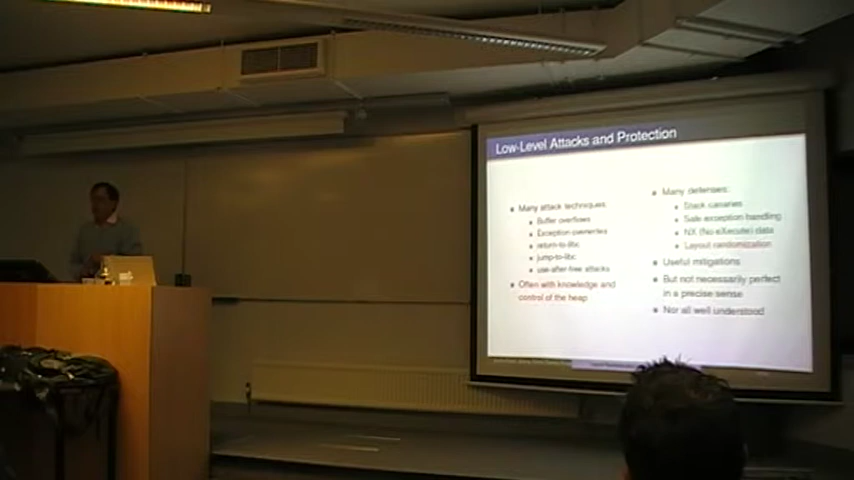 Low-Level Attacks and Protection
Many attack techniques:
Buffer overflows
Exception overwrites
return-to-libc
jump-to-libc
use-after-free attacks
Often with knowledge and
control of the heap
Many defenses:
Stack canaries
Safe exception handling
NX (No eXecute) data
Layout randomization
Useful mitigations
But not necessarily perfect
in a precise sense
Nor all well understood